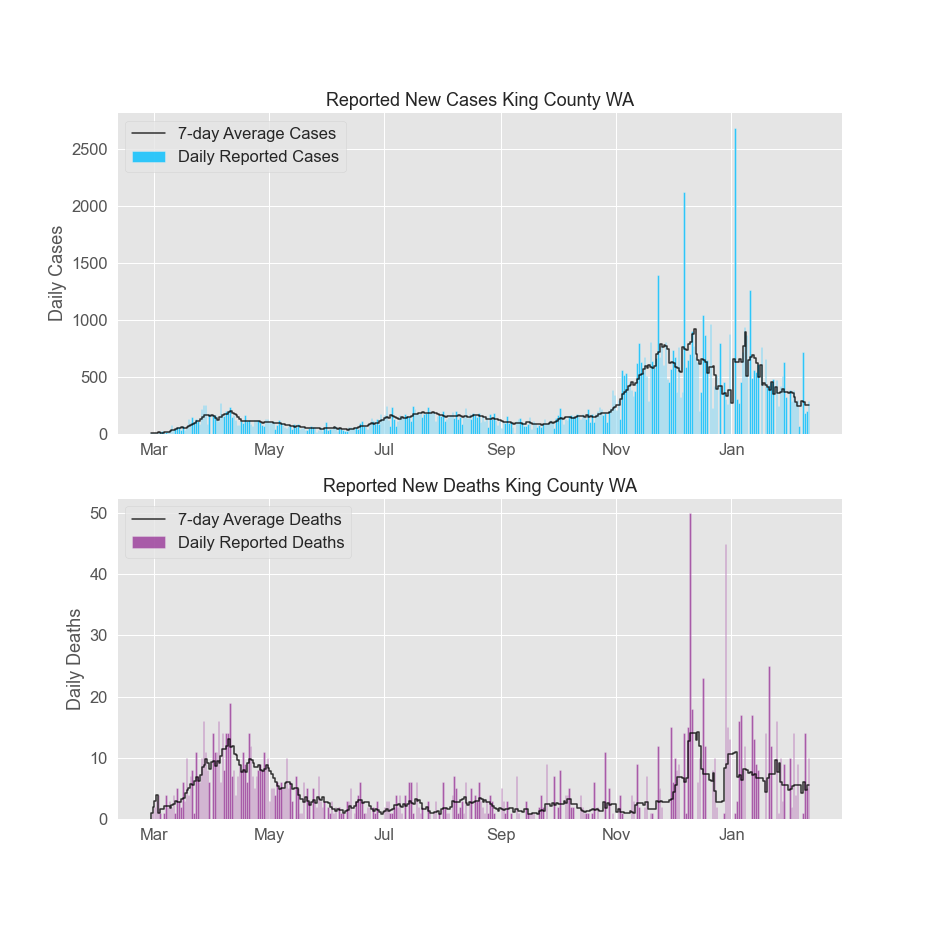 Reported New Cases King County WA
7-day Average Cases
Daily Reported Cases
Daily Cases
2500
2000
1500
1000
500
0
Mar May Jul Sep Nov Jan
Reported New Deaths King County WA
7-day Average Deaths
Daily Reported Deaths
Daily Deaths
50
40
30
20
10
0
Mar May Jul Sep Nov Jan